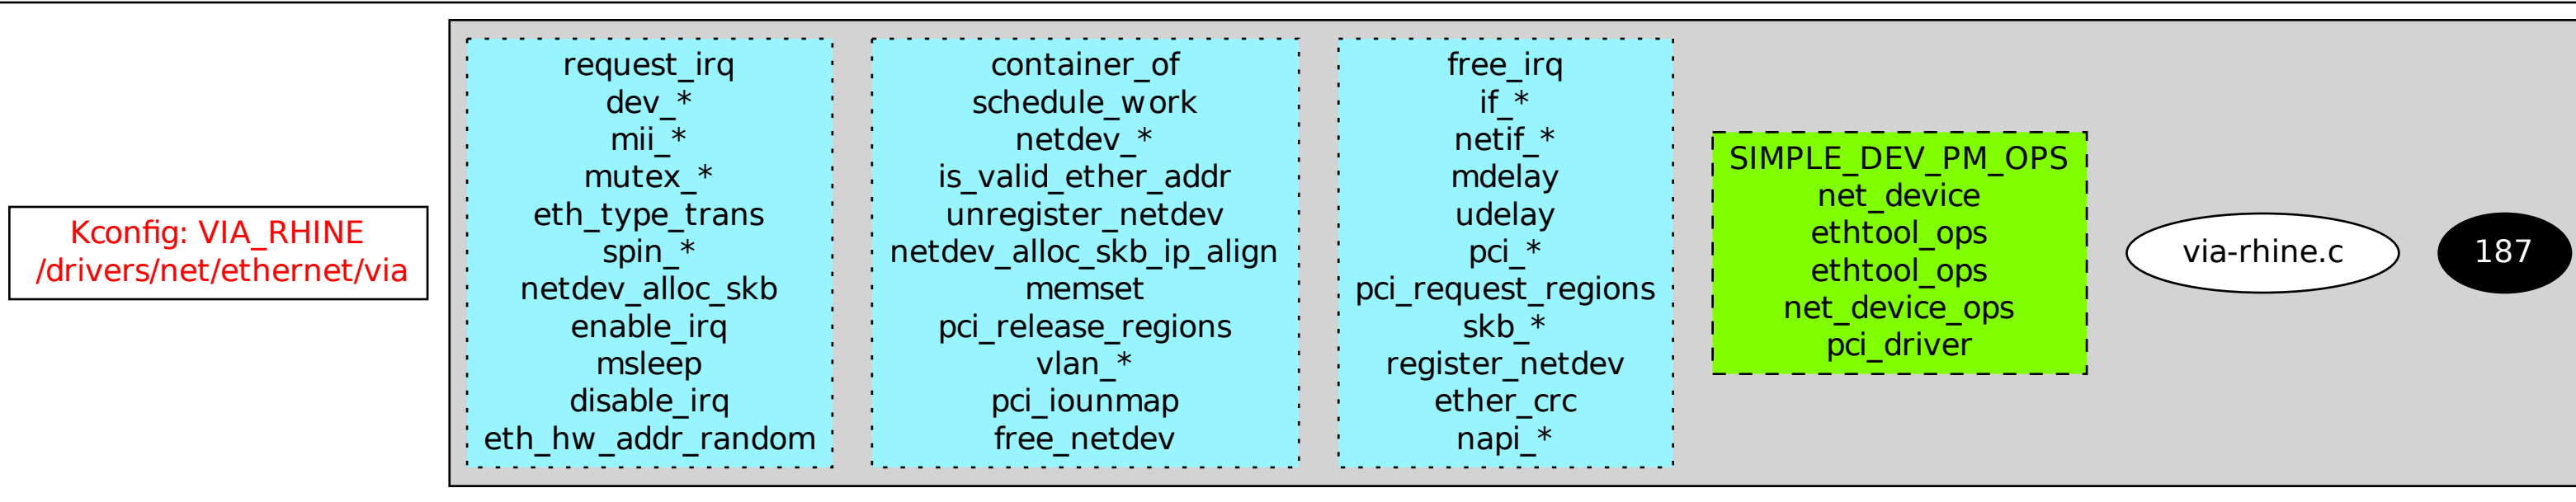 Kconfig: VIA_RHINE
/drivers/net/ethernet/via
request_irq
dev_*
mii_*
mutex_*
eth_type_trans
spin_*
netdev_alloc_skb
enable_irq
msleep
disable_irq
eth_hw_addr_random
container_of
schedule_work
netdev_*
is_valid_ether_addr
unregister_netdev
netdev_alloc_skb_ip_align
memset
pci_release_regions
vlan_*
pci_iounmap
free_netdev
free_irq
if_*
netif_*
mdelay
udelay
pci_*
pci_request_regions
skb_*
register_netdev
ether_crc
napi_*
SIMPLE_DEV_PM_OPS
net_device
ethtool_ops
ethtool_ops
net_device_ops
pci_driver
via-rhine.c
187